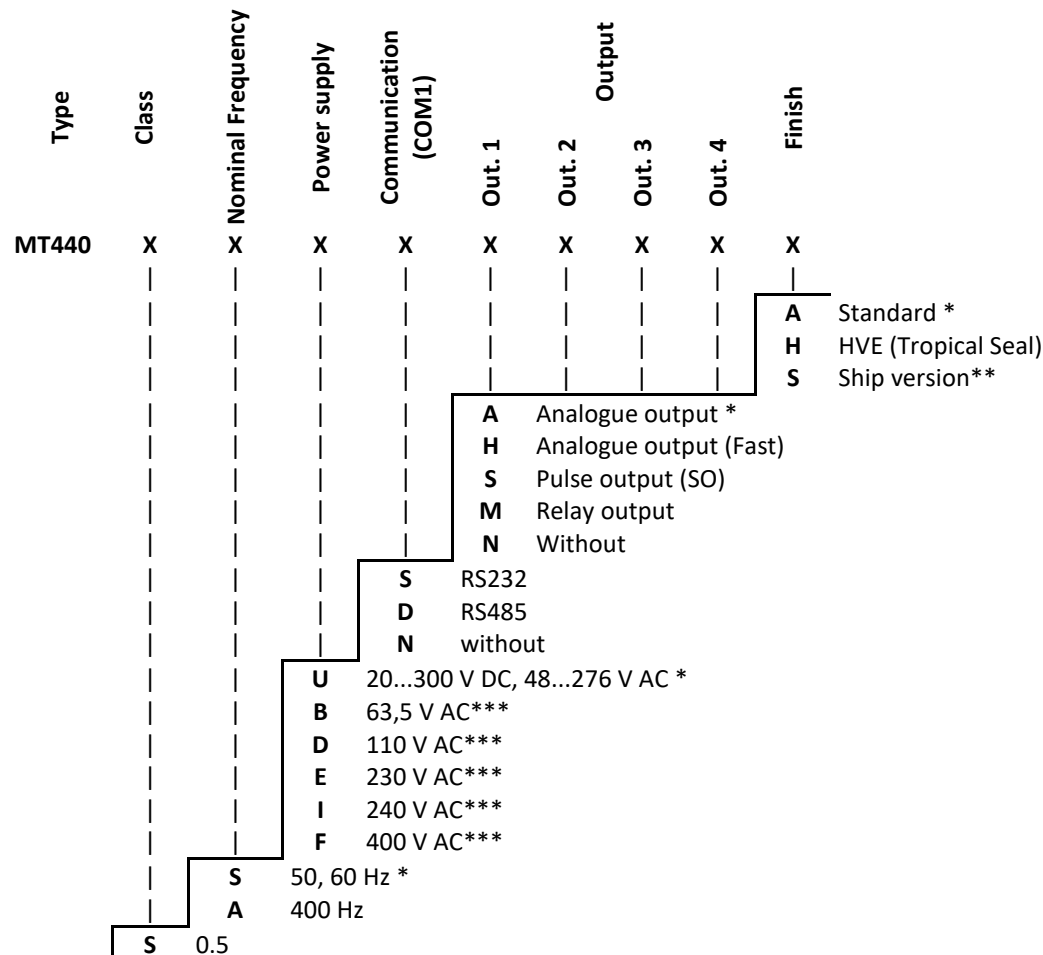 Type
Class
Nominal Frequency
Power supply
Communication
(COM1)
Output
Out. 1
Out. 2
Out. 3
Out. 4
Finish
MT440 X X X X X X X X X
A Standard *
H HVE (Tropical Seal)
S Ship version**
A Analogue output *
H Analogue output (Fast)
S Pulse output (SO)
M Relay output
N Without
S RS232
D RS485
N without
U 20...300 V DC, 48...276 V AC *
B 63,5 V AC***
D 110 V AC***
E 230 V AC***
I 240 V AC***
F 400 V AC***
S 50, 60 Hz *
A 400 Hz
S 0.5